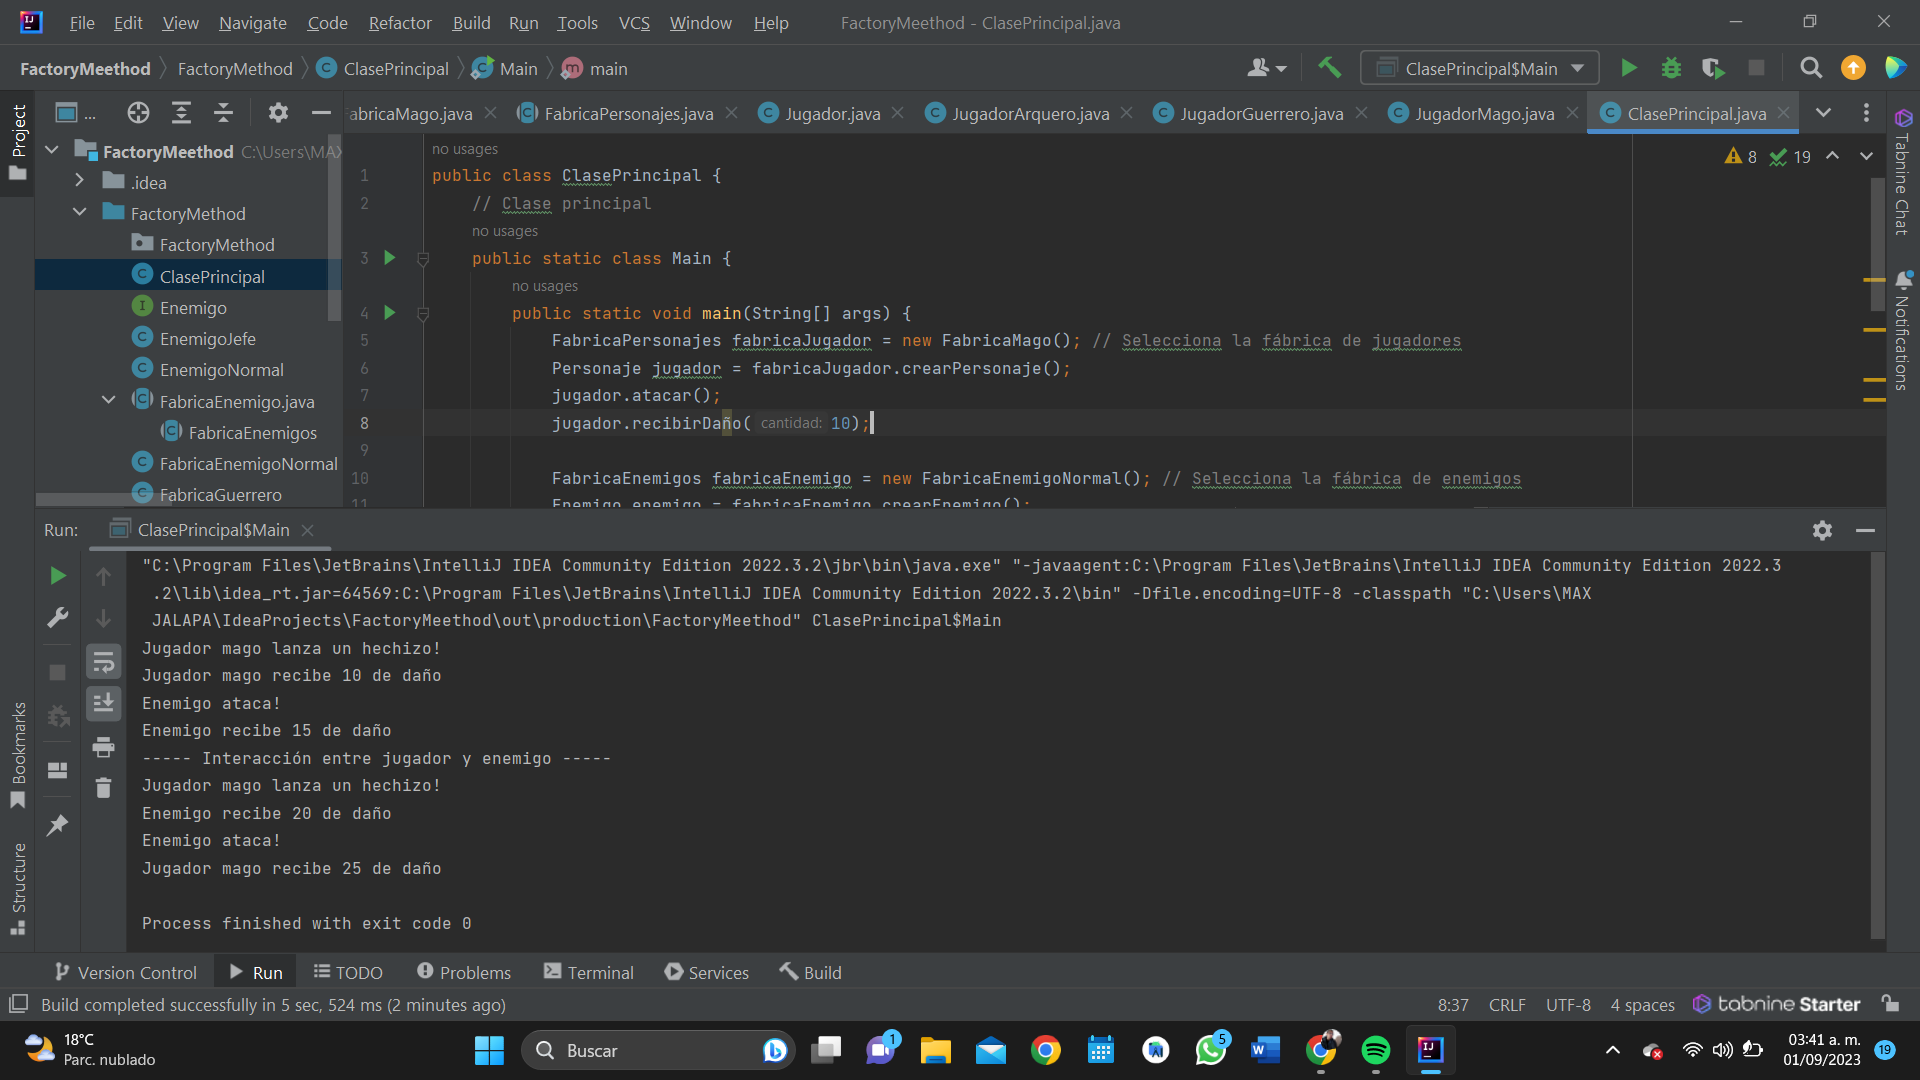 File Edit View Navigate Code Refactor Build Run Tools VCS Window Help FactoryMeethod - ClasePrincipal.java
FactoryMeethod FactoryMethod ClasePrincipal Main main ClasePrincipal$Main
Project
... abricaMago.java FabricaPersonajes.java Jugador.java JugadorArquero.java JugadorGuerrero.java JugadorMago.java ClasePrincipal.java
FactoryMeethod C:\Users\MAX
.idea
FactoryMethod
FactoryMethod
ClasePrincipal
Enemigo
EnemigoJefe
EnemigoNormal
FabricaEnemigo.java
FabricaEnemigos
FabricaEnemigoNormal
FabricaGuerrero
8 19
no usages
1 public class ClasePrincipal {
2 // Clase principal
no usages
3 public static class Main {
no usages
4 public static void main(String[] args) {
5 FabricaPersonajes fabricaJugador = new FabricaMago(); // Selecciona la fábrica de jugadores
6 Personaje jugador = fabricaJugador.crearPersonaje();
7 jugador.atacar();
8 jugador.recibirDaño( cantidad: 10);
9
10 FabricaEnemigos fabricaEnemigo = new FabricaEnemigoNormal(); // Selecciona la fábrica de enemigos
11 Enemigo enemigo = fabricaEnemigo.crearEnemigo();
Tabnine Chat
Notifications
Run: ClasePrincipal$Main
"C:\Program Files\JetBrains\IntelliJ IDEA Community Edition 2022.3.2\jbr\bin\java.exe" "-javaagent:C:\Program Files\JetBrains\IntelliJ IDEA Community Edition 2022.3
.2\lib\idea_rt.jar=64569:C:\Program Files\JetBrains\IntelliJ IDEA Community Edition 2022.3.2\bin" -Dfile.encoding=UTF-8 -classpath "C:\Users\MAX
JALAPA\IdeaProjects\FactoryMeethod\out\production\FactoryMeethod" ClasePrincipal$Main
Jugador mago lanza un hechizo!
Jugador mago recibe 10 de daño
Enemigo ataca!
Enemigo recibe 15 de daño
----- Interacción entre jugador y enemigo -----
Jugador mago lanza un hechizo!
Enemigo recibe 20 de daño
Enemigo ataca!
Jugador mago recibe 25 de daño
Process finished with exit code 0
Bookmarks
Structure
Version Control Run TODO Problems Terminal Services Build
Build completed successfully in 5 sec, 524 ms (2 minutes ago) 8:37 CRLF UTF-8 4 spaces tabnine Starter
18°C
Parc. nublado
Buscar
1
5
03:41 a. m.
01/09/2023
19